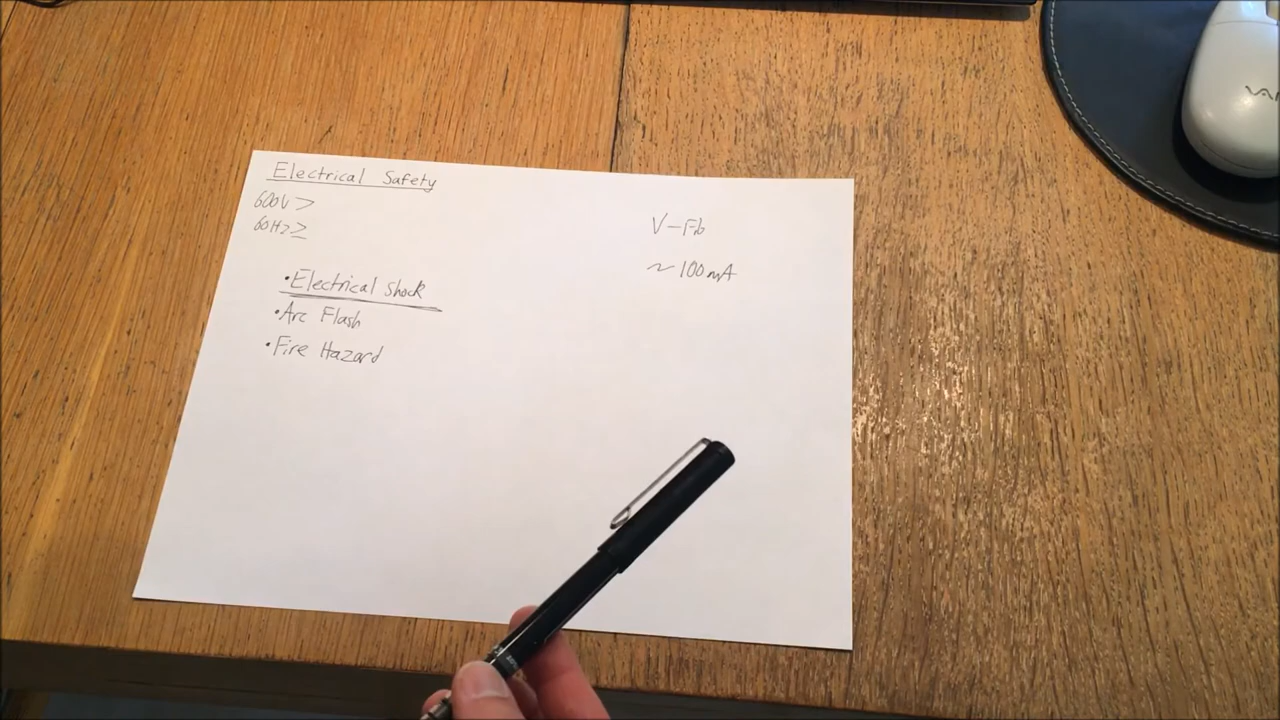 Electrical Safety
600V >
60Hz ≥
• Electrical Shock
• Arc Flash
• Fire Hazard
V-Fib
~ 100mA